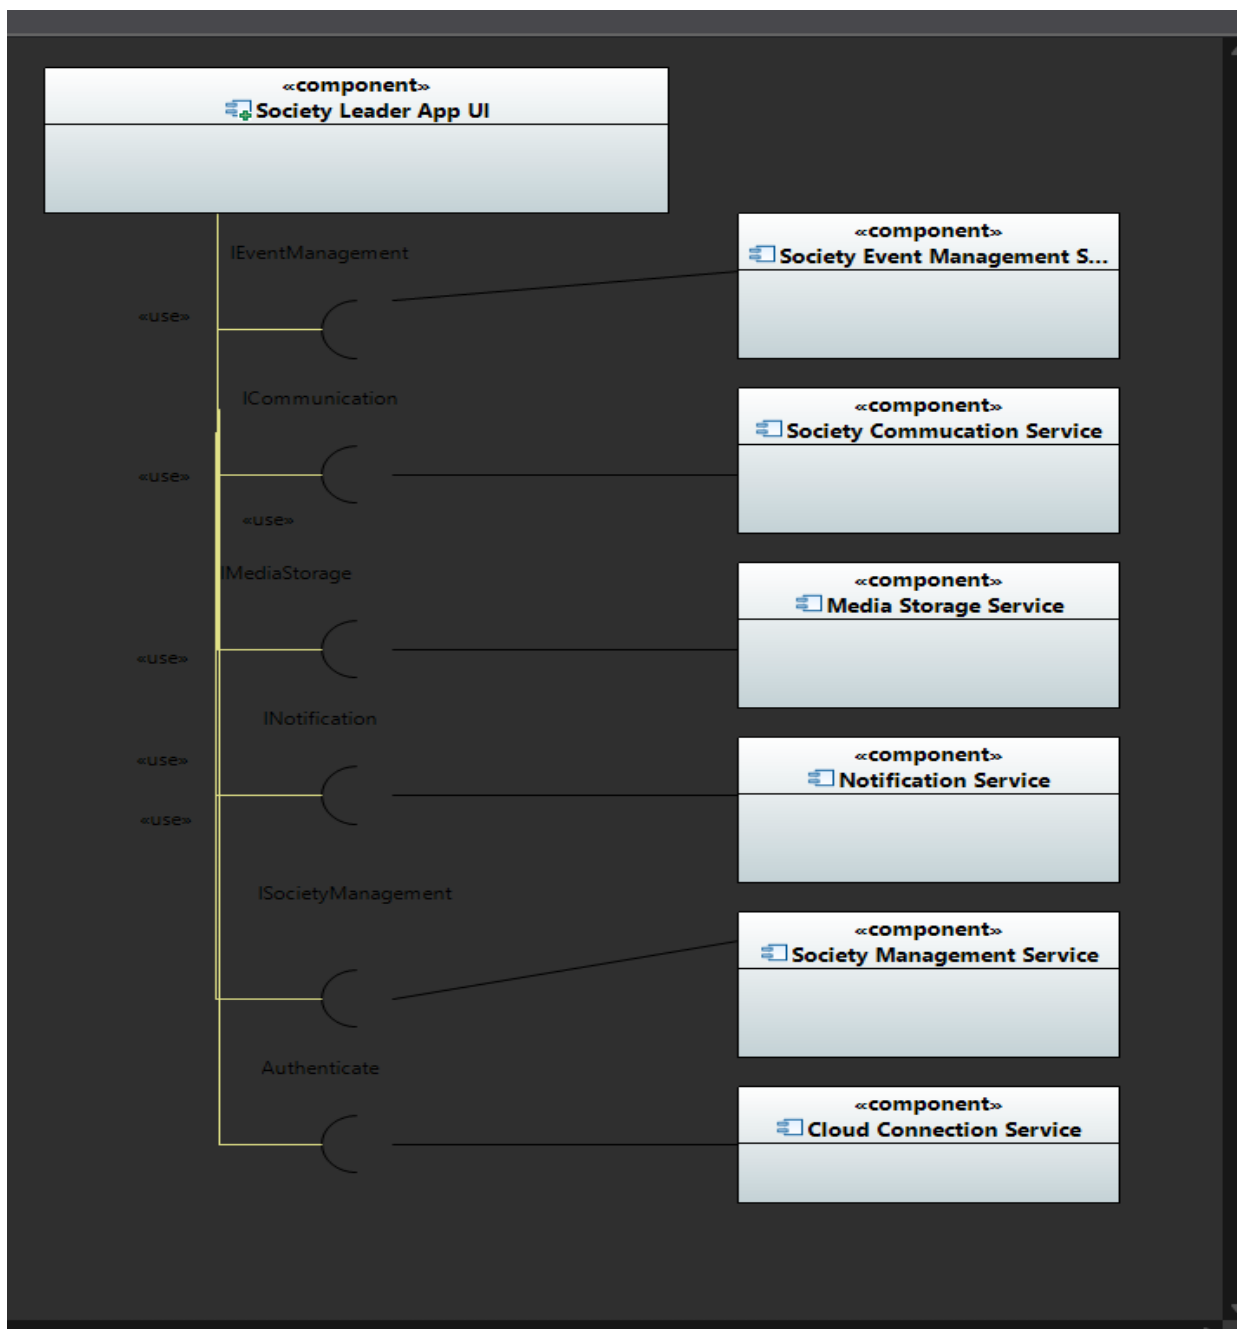 «component»
Society Leader App UI
IEventManagement
«component»
Society Event Management S...
«use»
ICommunication
«component»
Society Commucation Service
«use»
«use»
IMediaStorage
«component»
Media Storage Service
«use»
INotification
«component»
Notification Service
«use»
«use»
ISocietyManagement
«component»
Society Management Service
Authenticate
«component»
Cloud Connection Service